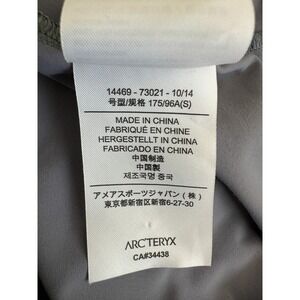 14469 - 73021 - 10/14
号型/规格 175/96A(S)
MADE IN CHINA
FABRIQUÉ EN CHINE
HERGESTELLT IN CHINA
FABRICADO EN CHINA
中国制造
中国製
제조국명 중국
アメアスポーツジャパン(株)
東京都新宿区新宿6-27-30
ARC'TERYX
CA#34438